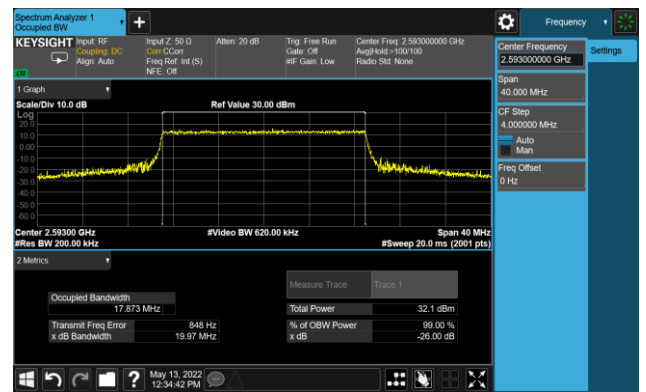 Spectrum Analyzer 1
Occupied BW
Frequency
KEYSIGHT
Input: RF
Coupling: DC
Align: Auto
Input Z: 50 Ω
Corr CCorr
Freq Ref: Int (S)
NFE: Off
Atten: 20 dB
Trig: Free Run
Gate: Off
#IF Gain: Low
Center Freq: 2.593000000 GHz
Avg|Hold:>100/100
Radio Std: None
LXI
Center Frequency
2.593000000 GHz
Settings
Span
40.000 MHz
CF Step
4.000000 MHz
Auto
Man
Freq Offset
0 Hz
1 Graph
Scale/Div 10.0 dB
Ref Value 30.00 dBm
Log
20.0
10.0
0.00
-10.0
-20.0
-30.0
-40.0
-50.0
-60.0
Center 2.59300 GHz
#Video BW 620.00 kHz
Span 40 MHz
#Res BW 200.00 kHz
#Sweep 20.0 ms (2001 pts)
2 Metrics
Measure Trace
Trace 1
Occupied Bandwidth
17.873 MHz
Total Power
32.1 dBm
Transmit Freq Error
848 Hz
% of OBW Power
99.00 %
x dB Bandwidth
19.97 MHz
x dB
-26.00 dB
?
May 13, 2022
12:34:42 PM